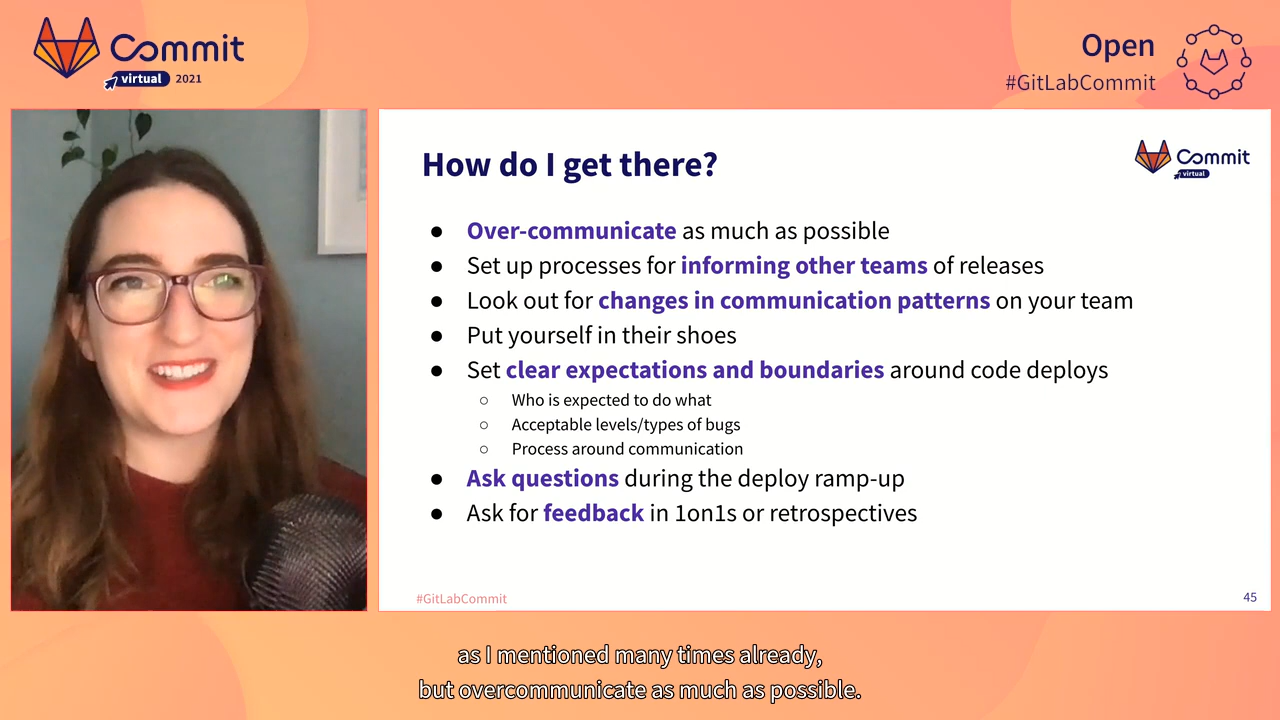 Commit
virtual 2021
Open
#GitLabCommit
How do I get there?
Commit
virtual
● Over-communicate as much as possible
● Set up processes for informing other teams of releases
● Look out for changes in communication patterns on your team
● Put yourself in their shoes
● Set clear expectations and boundaries around code deploys
○ Who is expected to do what
○ Acceptable levels/types of bugs
○ Process around communication
● Ask questions during the deploy ramp-up
● Ask for feedback in 1on1s or retrospectives
#GitLabCommit
45
as I mentioned many times already,
but overcommunicate as much as possible.